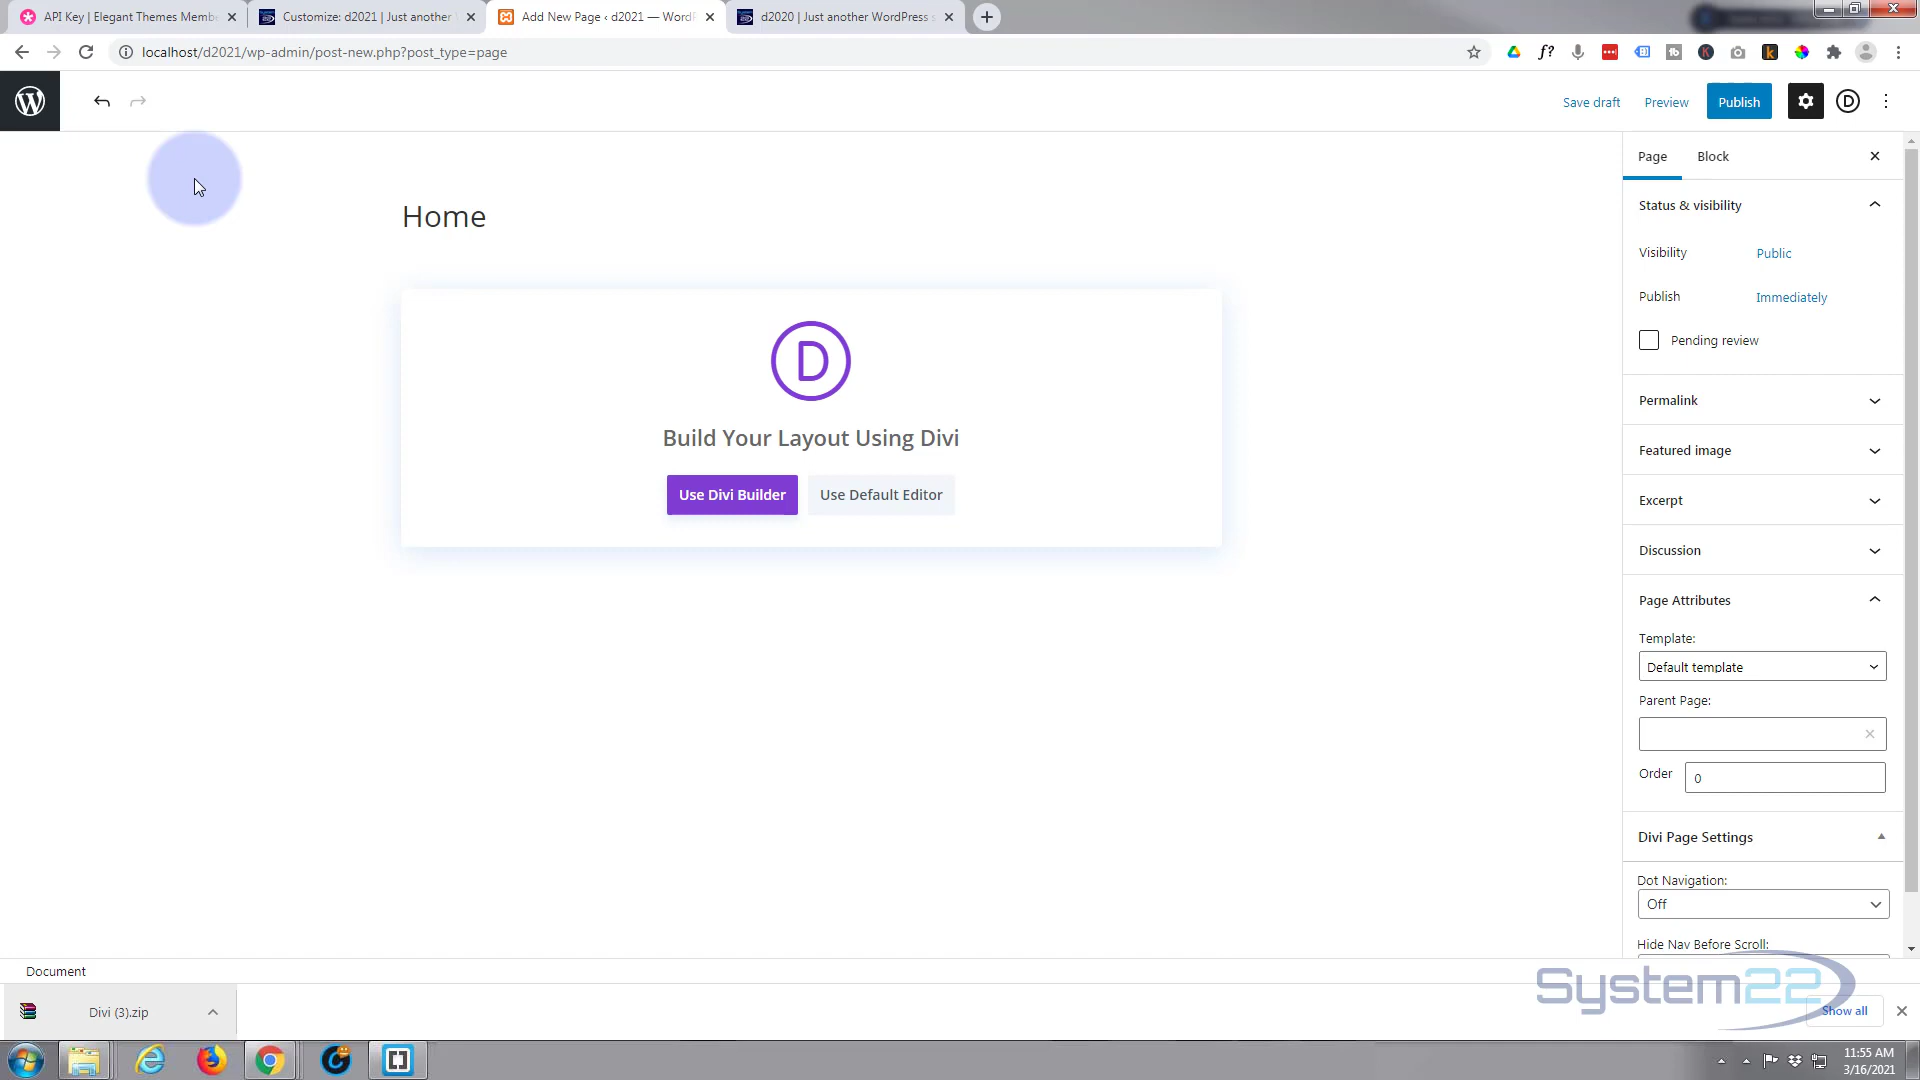 API Key | Elegant Themes Membe
Customize: d2021 | Just another
Add New Page ‹ d2021 — WordP
d2020 | Just another WordPress s
localhost/d2021/wp-admin/post-new.php?post_type=page
Save draft
Preview
Publish
Page
Block
Status & visibility
Visibility
Public
Publish
Immediately
Pending review
Permalink
Featured image
Excerpt
Discussion
Page Attributes
Template:
Default template
Parent Page:
Order
0
Divi Page Settings
Dot Navigation:
Off
Hide Nav Before Scroll:
Home
D
Build Your Layout Using Divi
Use Divi Builder
Use Default Editor
Document
System22
Divi (3).zip
Show all
11:55 AM
3/16/2021